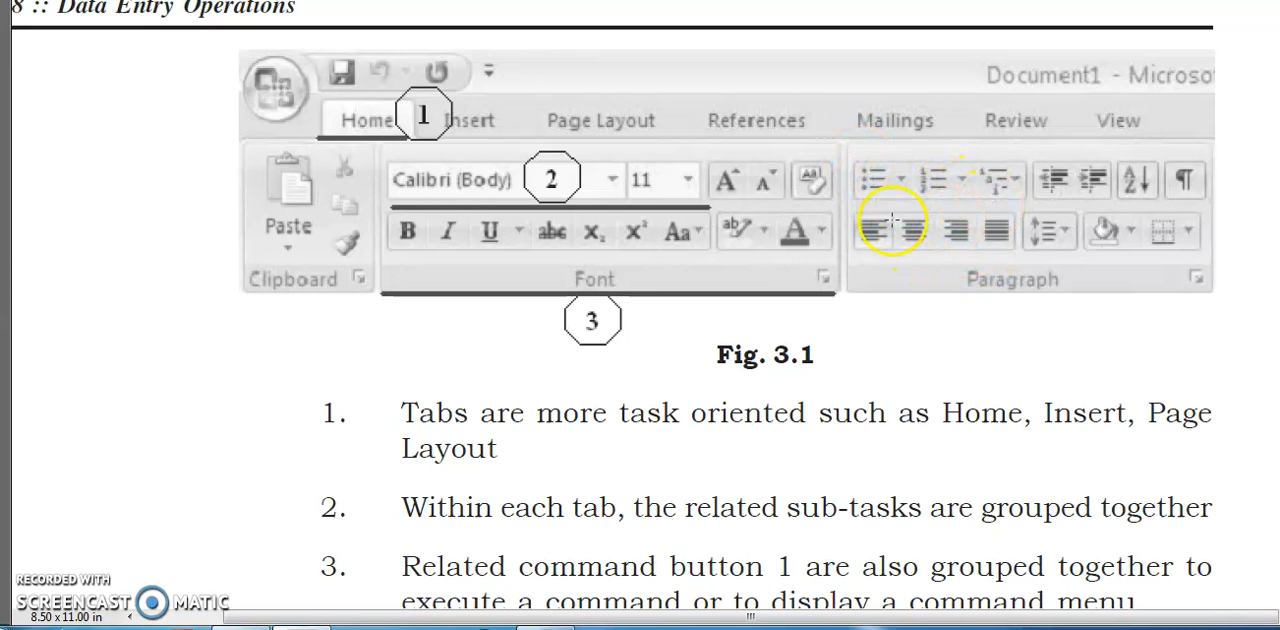 8 :: Data Entry Operations
Document1 - Microso
Home 1 Insert Page Layout References Mailings Review View
Calibri (Body) 2 11
Paste
B I U abc x₂ x² Aa
Clipboard Font Paragraph
3
Fig. 3.1
1. Tabs are more task oriented such as Home, Insert, Page
Layout
2. Within each tab, the related sub-tasks are grouped together
3. Related command button 1 are also grouped together to
execute a command or to display a command menu
RECORDED WITH
SCREENCAST MATIC
8.50 x 11.00 in